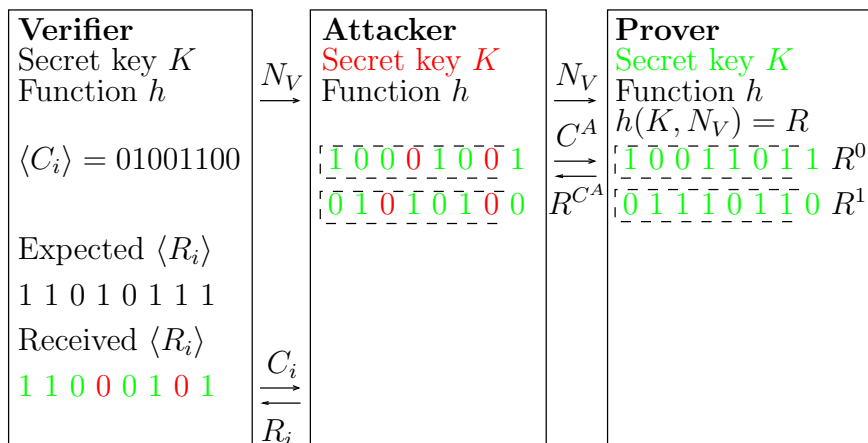 Verifier
Secret key K
Function h
⟨C_i⟩ = 01001100
Expected ⟨R_i⟩
1 1 0 1 0 1 1 1
Received ⟨R_i⟩
1 1 0 0 0 1 0 1
N_V
C_i
R_i
Attacker
Secret key K
Function h
1 0 0 0 1 0 0 1
0 1 0 1 0 1 0 0
N_V
C^A
R^{C^A}
Prover
Secret key K
Function h
h(K, N_V) = R
1 0 0 1 1 0 1 1 R^0
0 1 1 1 0 1 1 0 R^1